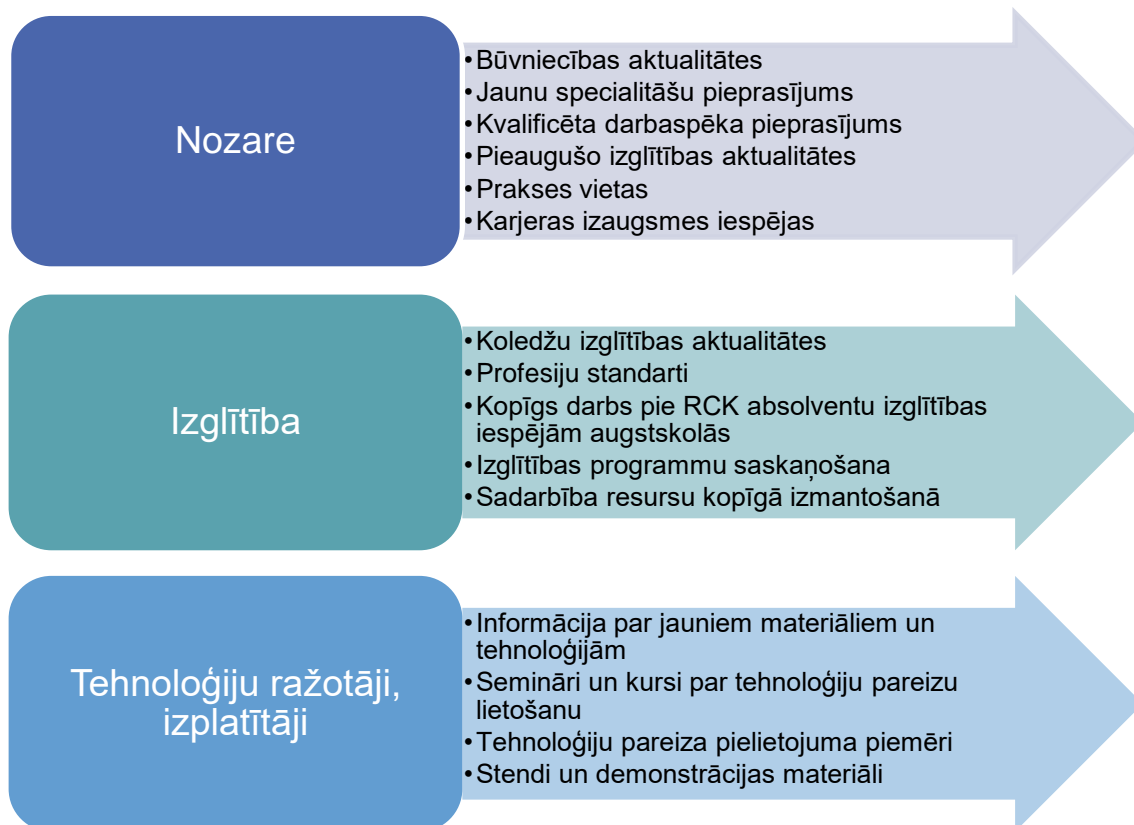 Nozare
•Būvniecības aktualitātes
•Jaunu specialitāšu pieprasījums
•Kvalificēta darbaspēka pieprasījums
•Pieaugušo izglītības aktualitātes
•Prakses vietas
•Karjeras izaugsmes iespējas
Izglītība
•Koledžu izglītības aktualitātes
•Profesiju standarti
•Kopīgs darbs pie RCK absolventu izglītības
iespējām augstskolās
•Izglītības programmu saskaņošana
•Sadarbība resursu kopīgā izmantošanā
Tehnoloģiju ražotāji,
izplatītāji
•Informācija par jauniem materiāliem un
tehnoloģijām
•Semināri un kursi par tehnoloģiju pareizu
lietošanu
•Tehnoloģiju pareiza pielietojuma piemēri
•Stendi un demonstrācijas materiāli